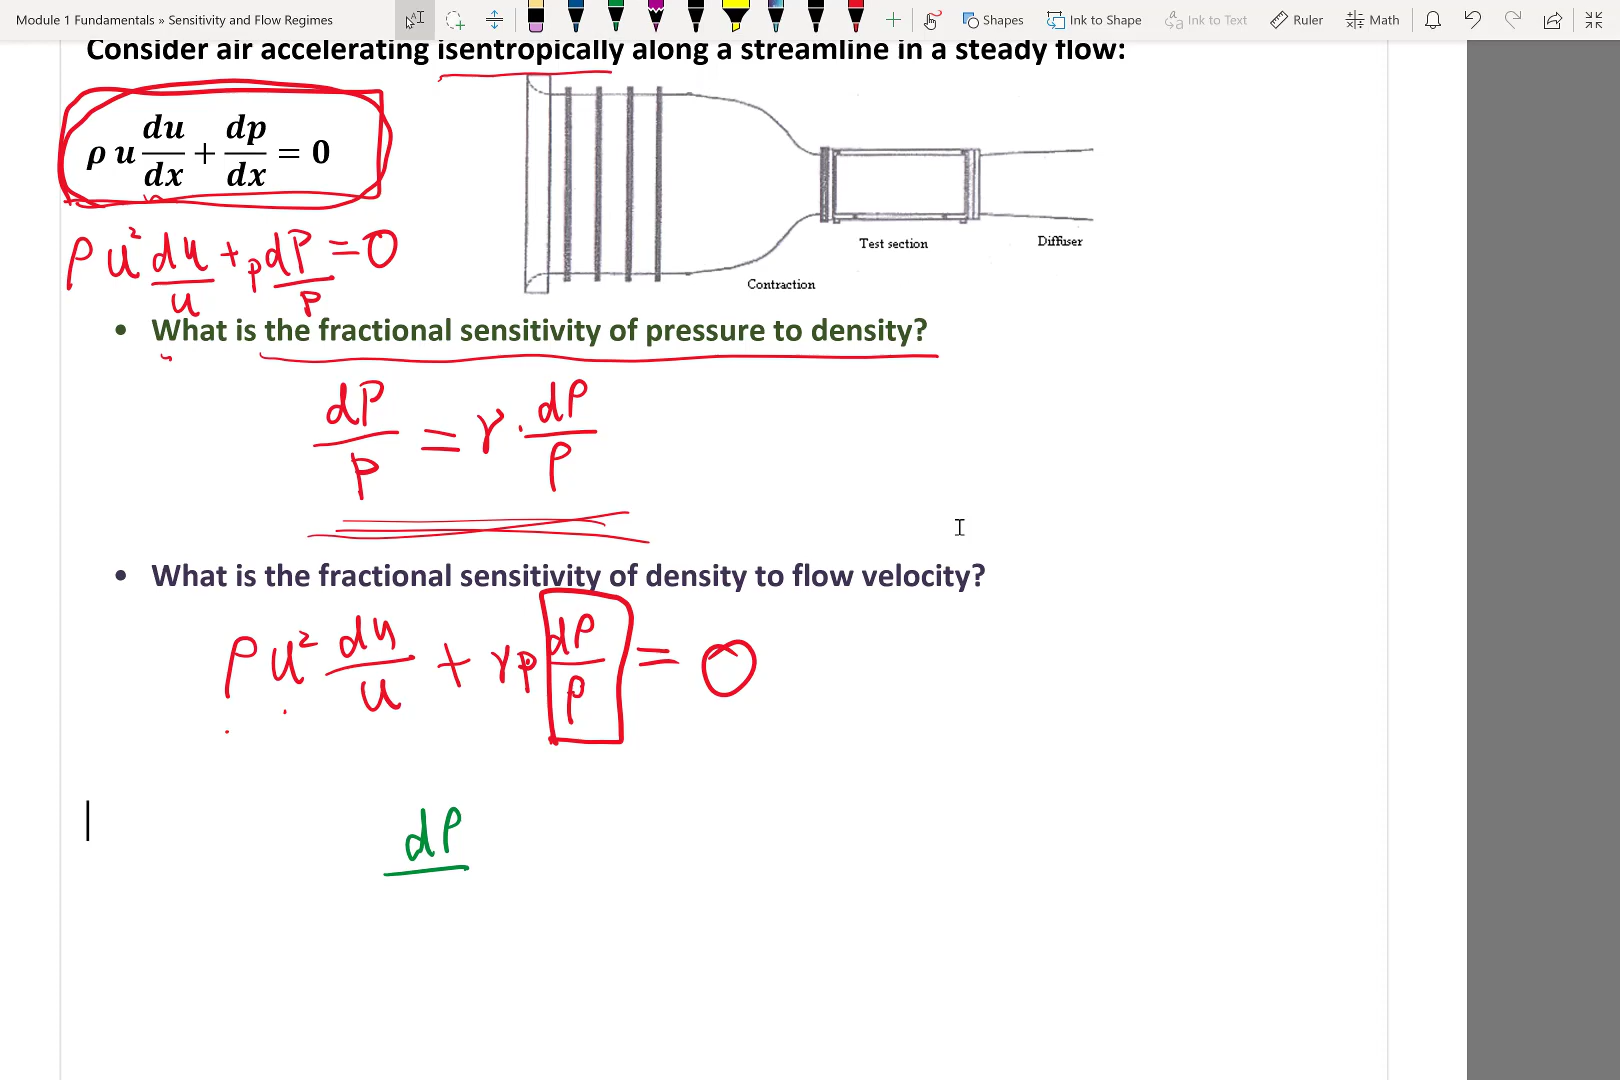 Module 1 Fundamentals » Sensitivity and Flow Regimes
Shapes
Ink to Shape
Ink to Text
Ruler
Math
Consider air accelerating isentropically along a streamline in a steady flow:
ρ u du/dx + dp/dx = 0
ρ u² du/u + p dP/P = 0
Test section
Diffuser
Contraction
• What is the fractional sensitivity of pressure to density?
dP/P = γ · dρ/ρ
• What is the fractional sensitivity of density to flow velocity?
ρ u² du/u + γp dρ/ρ = 0
dρ